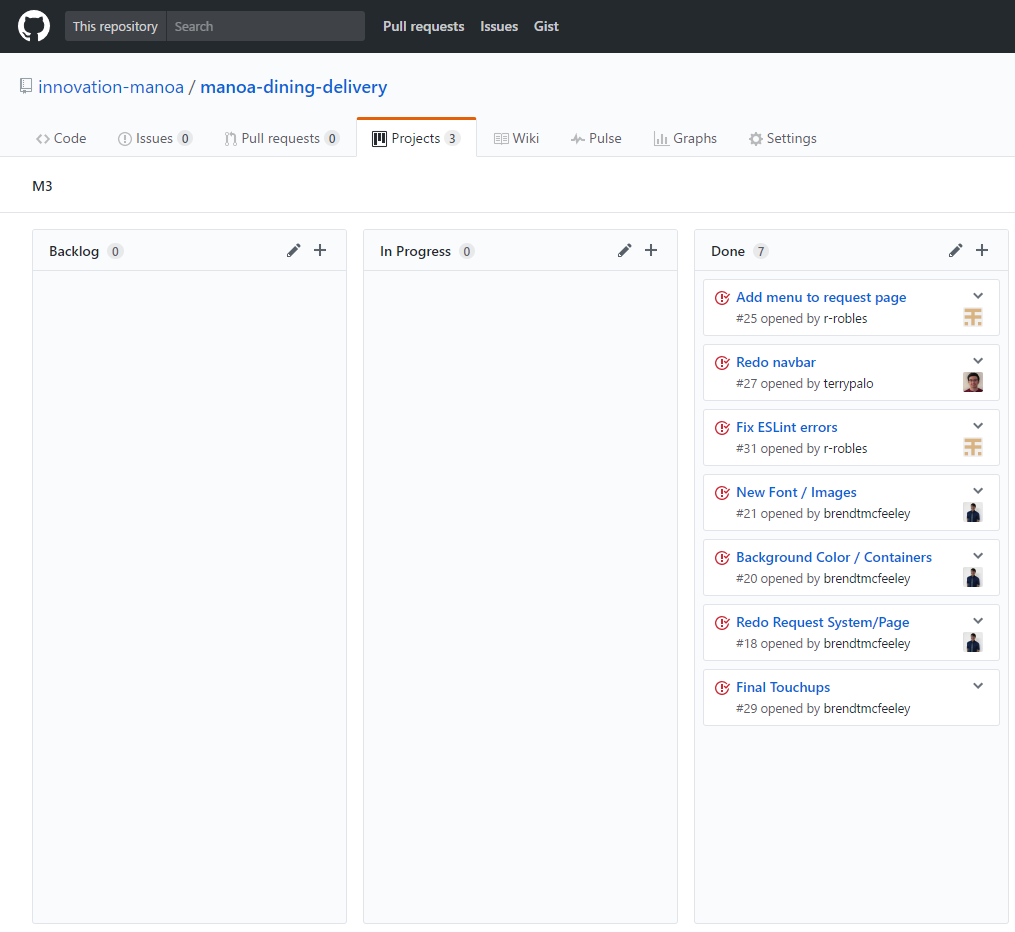 This repository Search Pull requests Issues Gist
innovation-manoa / manoa-dining-delivery
Code Issues 0 Pull requests 0 Projects 3 Wiki Pulse Graphs Settings
M3
Backlog 0
In Progress 0
Done 7
Add menu to request page
#25 opened by r-robles
Redo navbar
#27 opened by terrypalo
Fix ESLint errors
#31 opened by r-robles
New Font / Images
#21 opened by brendtmcfeeley
Background Color / Containers
#20 opened by brendtmcfeeley
Redo Request System/Page
#18 opened by brendtmcfeeley
Final Touchups
#29 opened by brendtmcfeeley